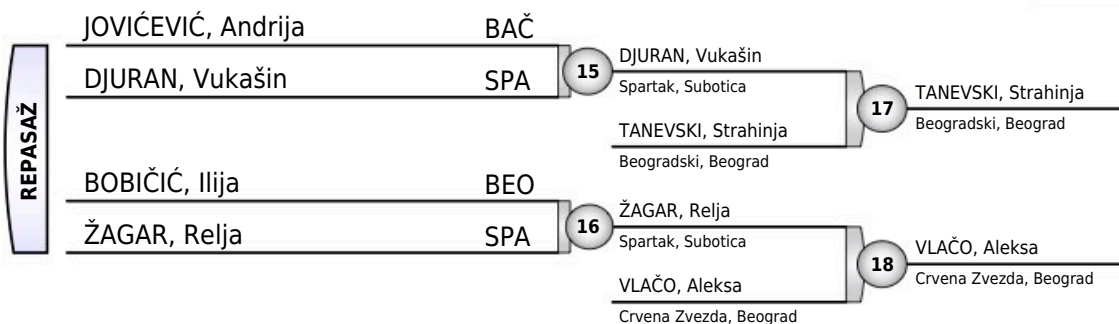 REPASAŽ
JOVIĆEVIĆ, Andrija BAČ
DJURAN, Vukašin SPA
15
DJURAN, Vukašin
Spartak, Subotica
TANEVSKI, Strahinja
Beogradski, Beograd
17
TANEVSKI, Strahinja
Beogradski, Beograd
BOBIČIĆ, Ilija BEO
ŽAGAR, Relja SPA
16
ŽAGAR, Relja
Spartak, Subotica
VLAČO, Aleksa
Crvena Zvezda, Beograd
18
VLAČO, Aleksa
Crvena Zvezda, Beograd